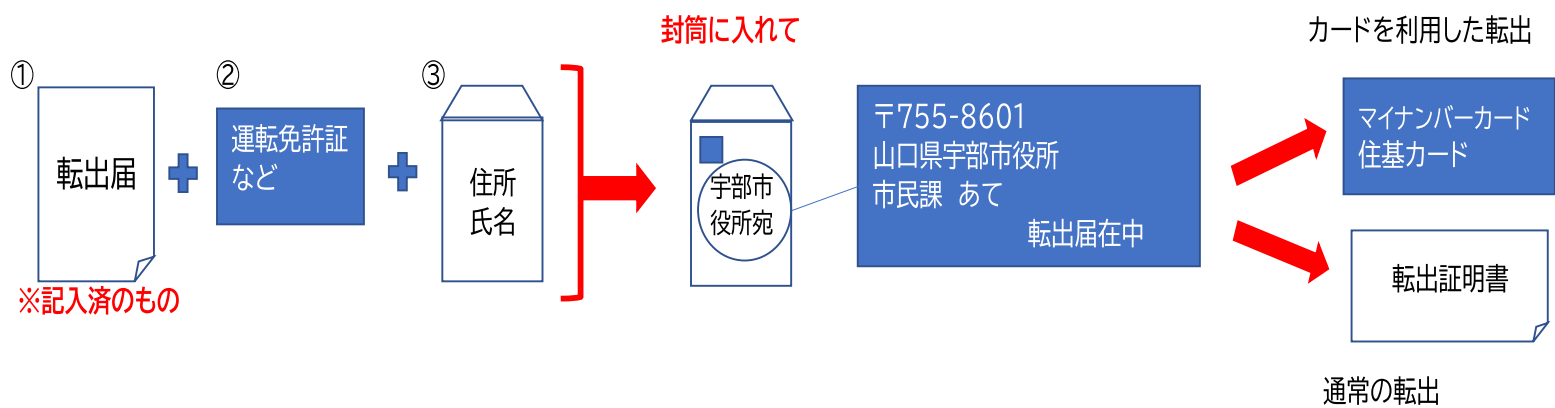 ①
転出届
※記入済のもの
②
運転免許証
など
③
住所
氏名
封筒に入れて
宇部市
役所宛
〒755-8601
山口県宇部市役所
市民課 あて
転出届在中
カードを利用した転出
マイナンバーカード
住基カード
転出証明書
通常の転出